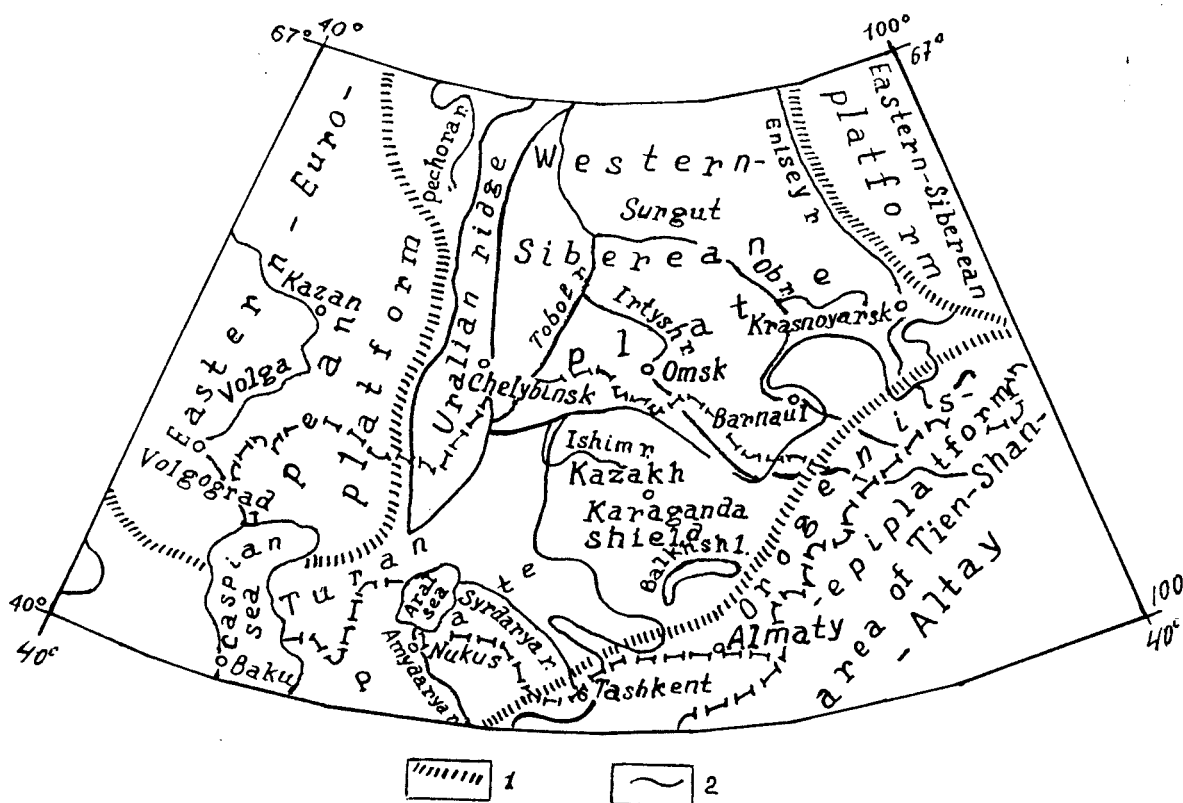 67° 40°
100°
67°
Eastern-Euro-
pean
platform
Pechora r.
Uralian ridge
Western-
Siberean
plate
Surgut
Eniseyr
Eastern-Siberean
platform
Kazan
Volga
Volgograd
Tobol r.
Irtysh r
Obr.
Krasnoyarsk
Chelybinsk
Omsk
Barnaul
Ishim r.
Kazakh
Karaganda
shield
Balkhsh l.
Caspian
sea
Baku
Turan
plate
Aral
sea
Syrdarya r.
Amydarya r.
Nukus
Tashkent
Almaty
Orogenis-
epiplatform
area of Tien-Shan-
-Altay
40°
40°
100
40°
1
2